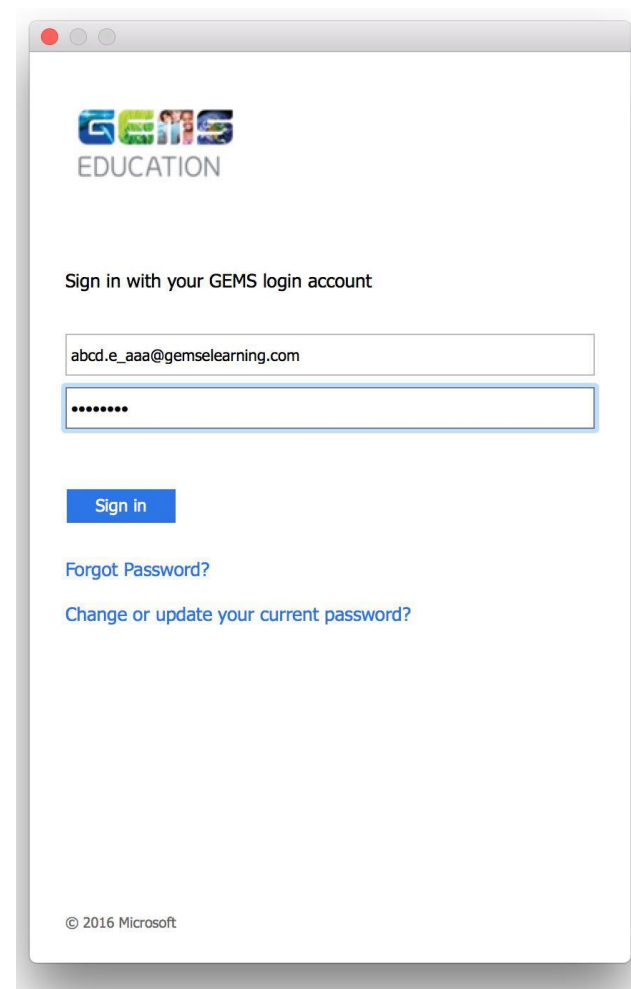 GEMS
EDUCATION
Sign in with your GEMS login account
abcd.e_aaa@gemselearning.com
••••••••
Sign in
Forgot Password?
Change or update your current password?
© 2016 Microsoft